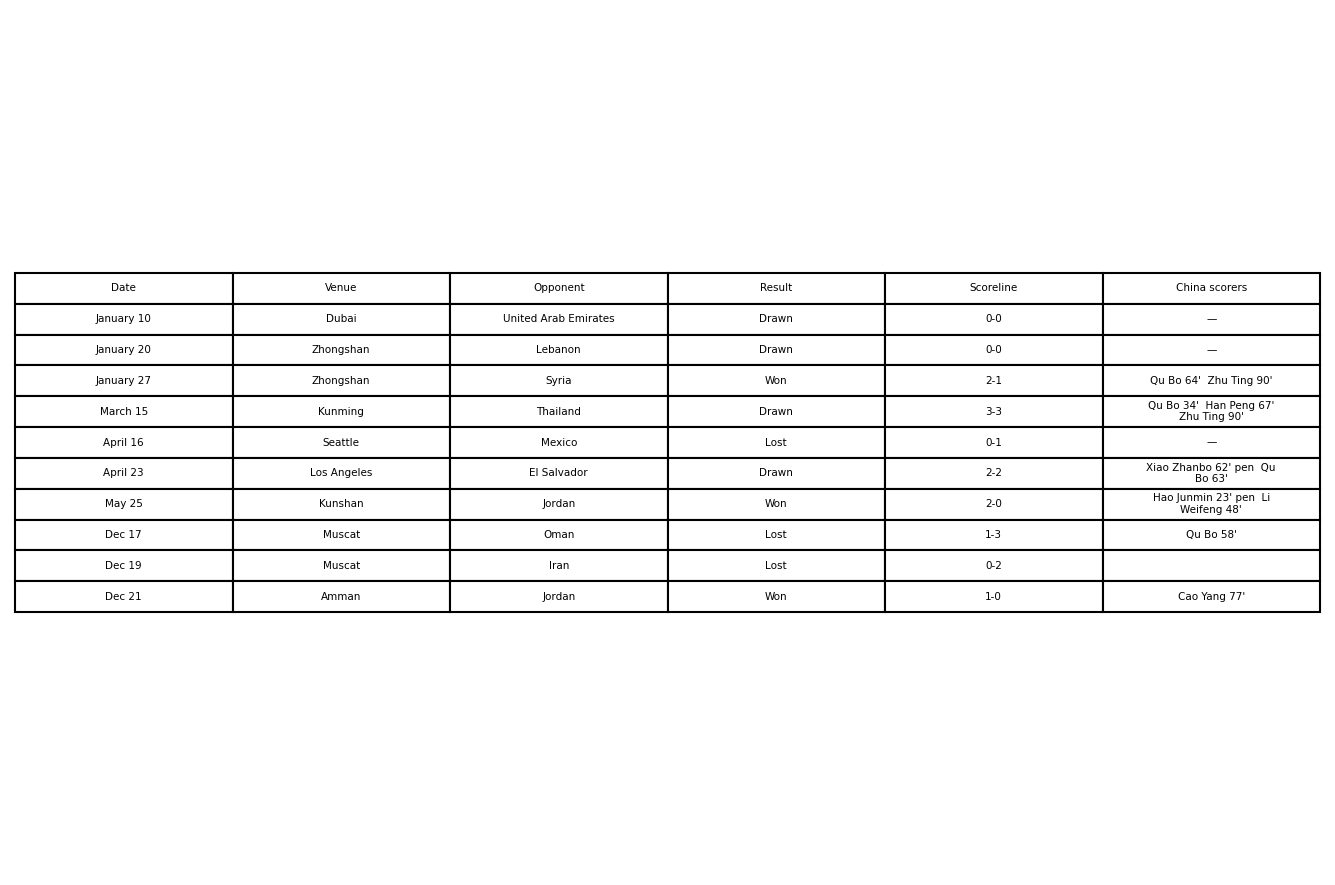 Date Venue Opponent Result Scoreline China scorers
January 10 Dubai United Arab Emirates Drawn 0-0 —
January 20 Zhongshan Lebanon Drawn 0-0 —
January 27 Zhongshan Syria Won 2-1 Qu Bo 64'  Zhu Ting 90'
March 15 Kunming Thailand Drawn 3-3 Qu Bo 34'  Han Peng 67'
Zhu Ting 90'
April 16 Seattle Mexico Lost 0-1 —
April 23 Los Angeles El Salvador Drawn 2-2 Xiao Zhanbo 62' pen  Qu
Bo 63'
May 25 Kunshan Jordan Won 2-0 Hao Junmin 23' pen  Li
Weifeng 48'
Dec 17 Muscat Oman Lost 1-3 Qu Bo 58'
Dec 19 Muscat Iran Lost 0-2
Dec 21 Amman Jordan Won 1-0 Cao Yang 77'